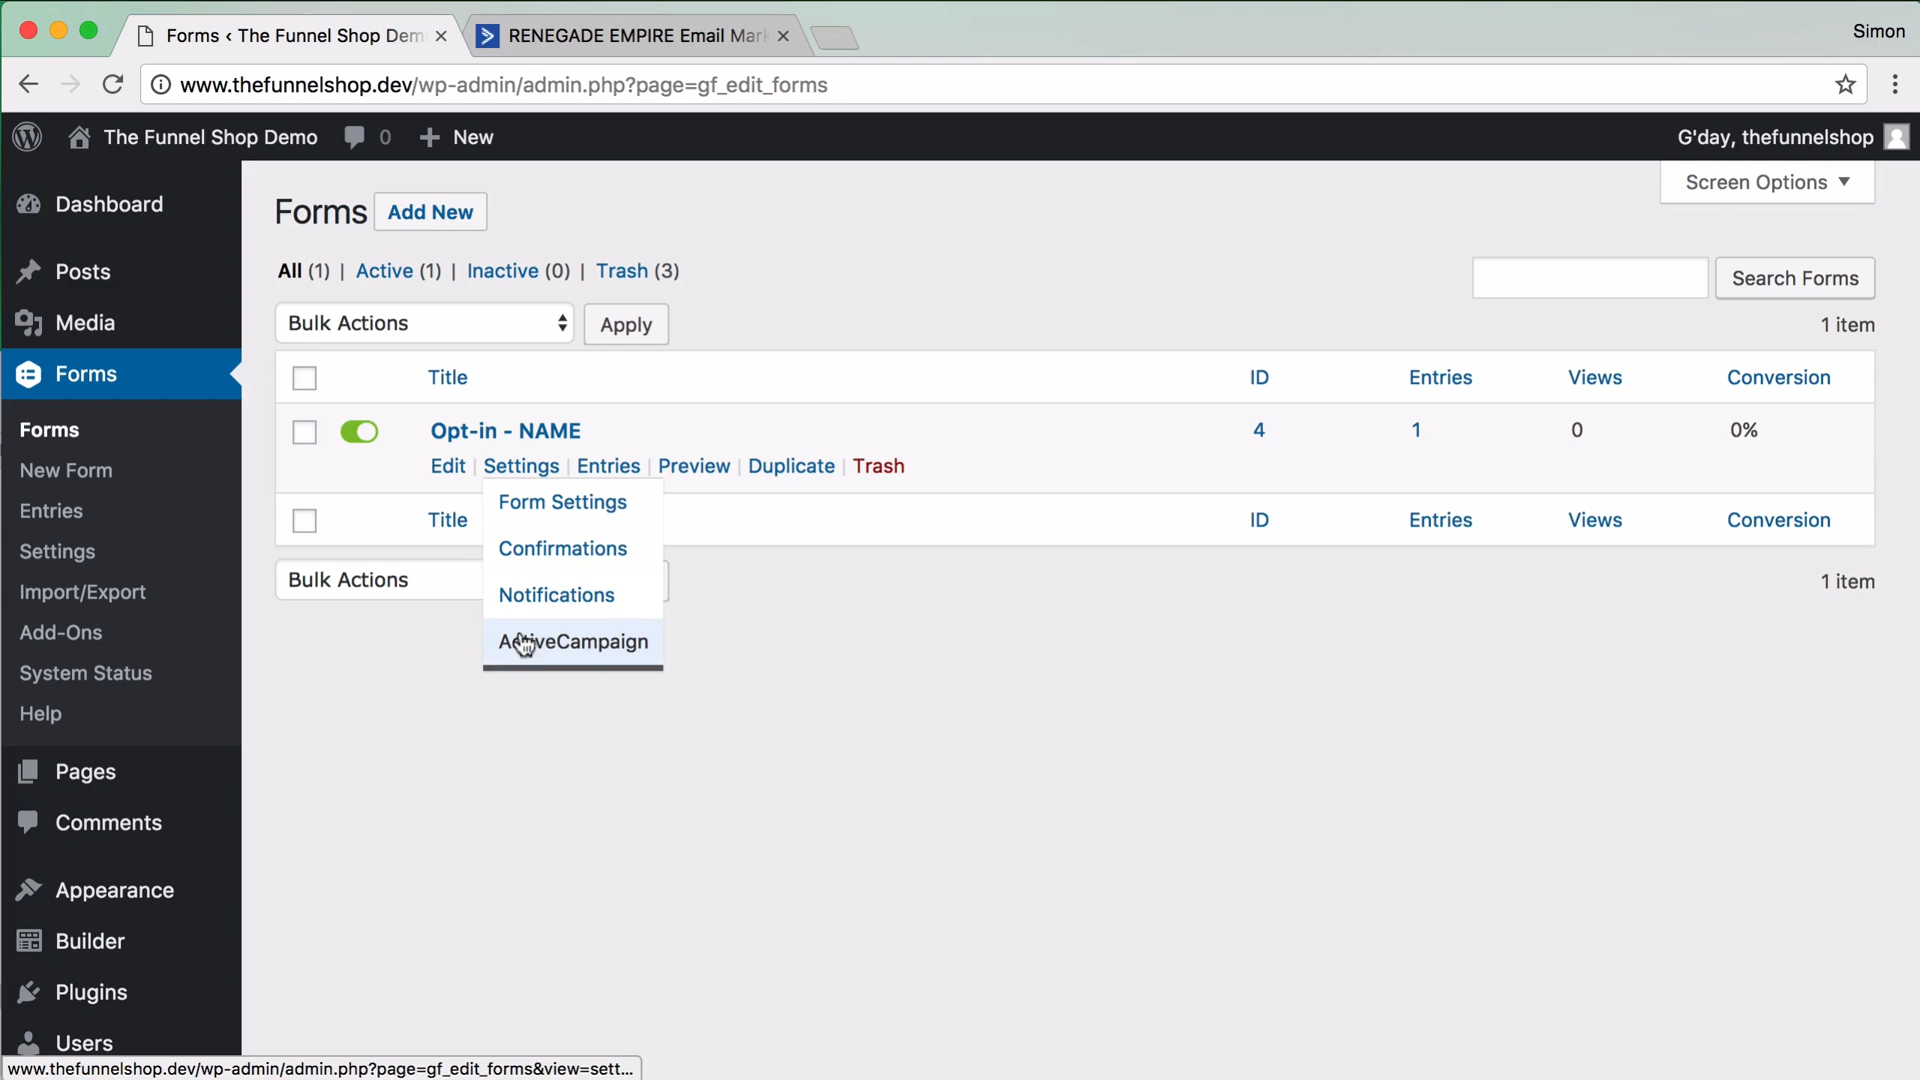 Forms ‹ The Funnel Shop Dem
RENEGADE EMPIRE Email Mark
Simon
www.thefunnelshop.dev/wp-admin/admin.php?page=gf_edit_forms
The Funnel Shop Demo 0 New
G'day, thefunnelshop
Screen Options
Dashboard
Posts
Media
Forms
Forms
New Form
Entries
Settings
Import/Export
Add-Ons
System Status
Help
Pages
Comments
Appearance
Builder
Plugins
Users
Forms Add New
All (1) | Active (1) | Inactive (0) | Trash (3)
Search Forms
Bulk Actions Apply
1 item
Title ID Entries Views Conversion
Opt-in - NAME 4 1 0 0%
Edit | Settings | Entries | Preview | Duplicate | Trash
Form Settings
Confirmations
Notifications
ActiveCampaign
Title ID Entries Views Conversion
Bulk Actions
1 item
www.thefunnelshop.dev/wp-admin/admin.php?page=gf_edit_forms&view=sett...